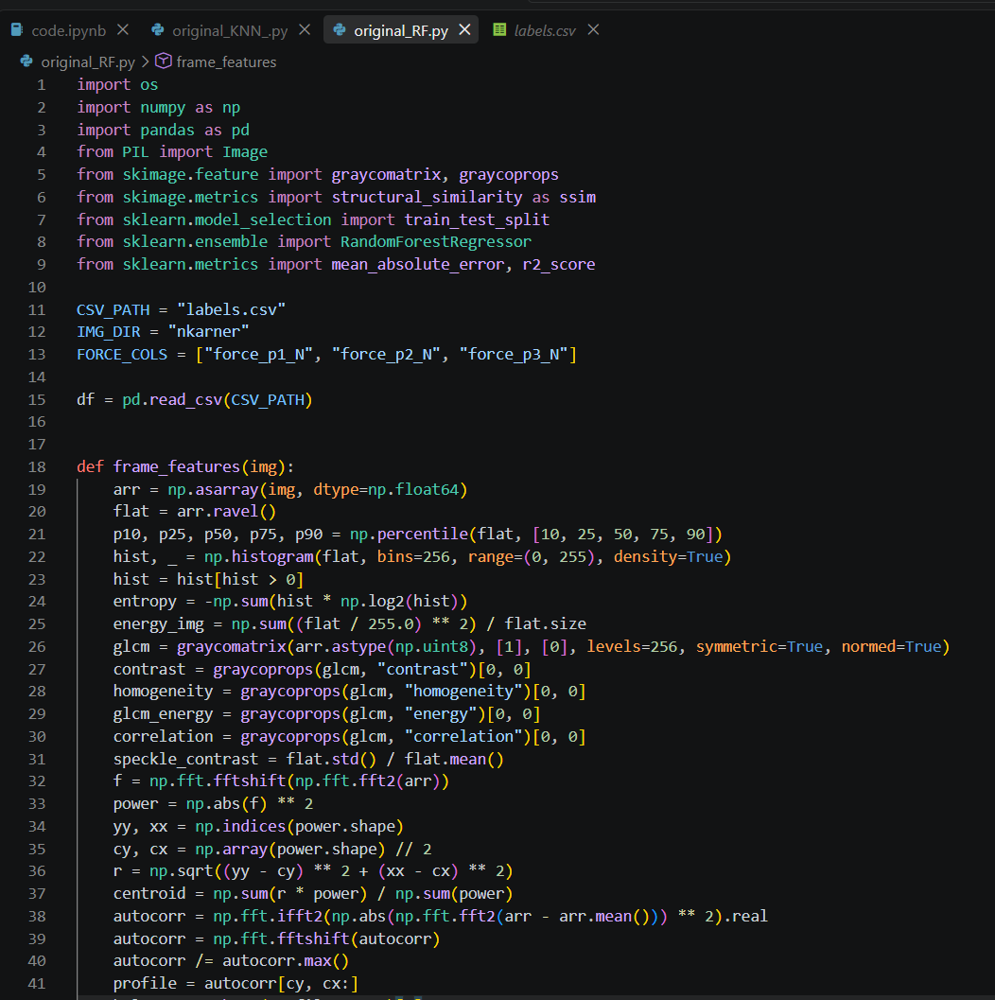 code.ipynb original_KNN_.py original_RF.py labels.csv
original_RF.py > frame_features
1 import os
2 import numpy as np
3 import pandas as pd
4 from PIL import Image
5 from skimage.feature import graycomatrix, graycoprops
6 from skimage.metrics import structural_similarity as ssim
7 from sklearn.model_selection import train_test_split
8 from sklearn.ensemble import RandomForestRegressor
9 from sklearn.metrics import mean_absolute_error, r2_score
10
11 CSV_PATH = "labels.csv"
12 IMG_DIR = "nkarner"
13 FORCE_COLS = ["force_p1_N", "force_p2_N", "force_p3_N"]
14
15 df = pd.read_csv(CSV_PATH)
16
17
18 def frame_features(img):
19     arr = np.asarray(img, dtype=np.float64)
20     flat = arr.ravel()
21     p10, p25, p50, p75, p90 = np.percentile(flat, [10, 25, 50, 75, 90])
22     hist, _ = np.histogram(flat, bins=256, range=(0, 255), density=True)
23     hist = hist[hist > 0]
24     entropy = -np.sum(hist * np.log2(hist))
25     energy_img = np.sum((flat / 255.0) ** 2) / flat.size
26     glcm = graycomatrix(arr.astype(np.uint8), [1], [0], levels=256, symmetric=True, normed=True)
27     contrast = graycoprops(glcm, "contrast")[0, 0]
28     homogeneity = graycoprops(glcm, "homogeneity")[0, 0]
29     glcm_energy = graycoprops(glcm, "energy")[0, 0]
30     correlation = graycoprops(glcm, "correlation")[0, 0]
31     speckle_contrast = flat.std() / flat.mean()
32     f = np.fft.fftshift(np.fft.fft2(arr))
33     power = np.abs(f) ** 2
34     yy, xx = np.indices(power.shape)
35     cy, cx = np.array(power.shape) // 2
36     r = np.sqrt((yy - cy) ** 2 + (xx - cx) ** 2)
37     centroid = np.sum(r * power) / np.sum(power)
38     autocorr = np.fft.ifft2(np.abs(np.fft.fft2(arr - arr.mean())) ** 2).real
39     autocorr = np.fft.fftshift(autocorr)
40     autocorr /= autocorr.max()
41     profile = autocorr[cy, cx:]